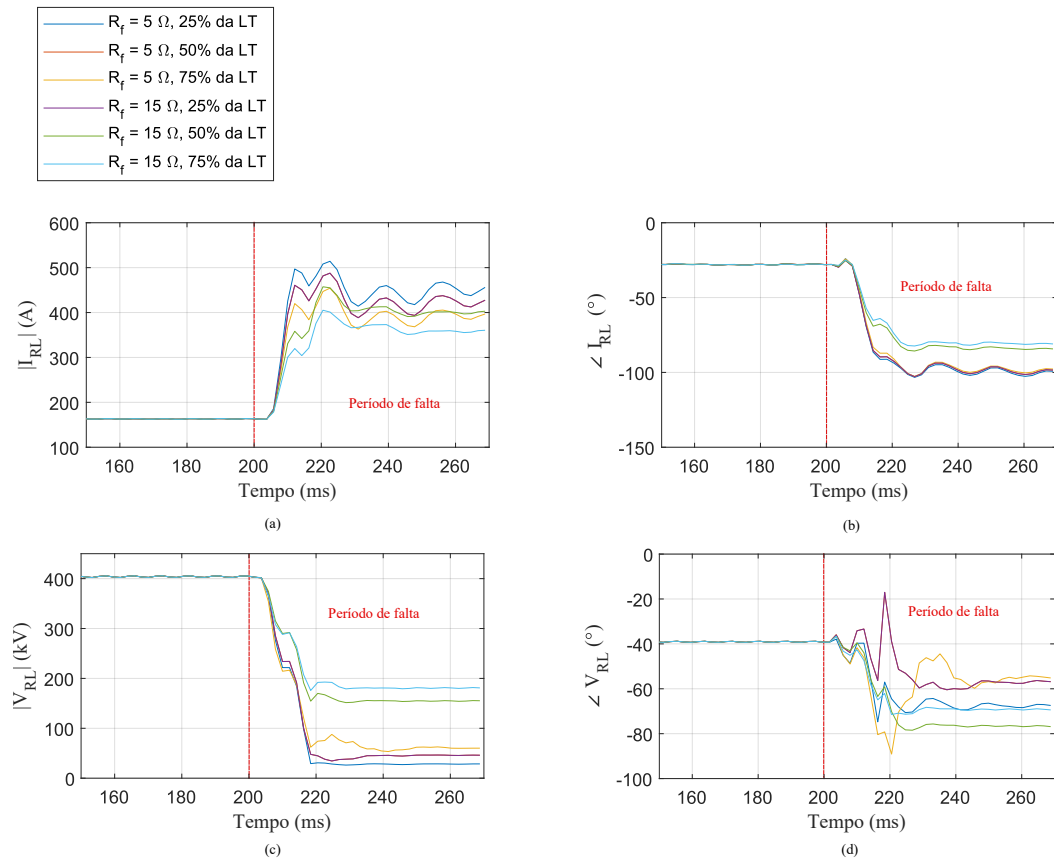 R_f = 5 Ω, 25% da LT
R_f = 5 Ω, 50% da LT
R_f = 5 Ω, 75% da LT
R_f = 15 Ω, 25% da LT
R_f = 15 Ω, 50% da LT
R_f = 15 Ω, 75% da LT
600
500
400
300
200
100
|I_RL| (A)
Período de falta
160 180 200 220 240 260
Tempo (ms)
(a)
0
-50
-100
-150
∠ I_RL (°)
Período de falta
160 180 200 220 240 260
Tempo (ms)
(b)
400
300
200
100
0
|V_RL| (kV)
Período de falta
160 180 200 220 240 260
Tempo (ms)
(c)
0
-20
-40
-60
-80
-100
∠ V_RL (°)
Período de falta
160 180 200 220 240 260
Tempo (ms)
(d)